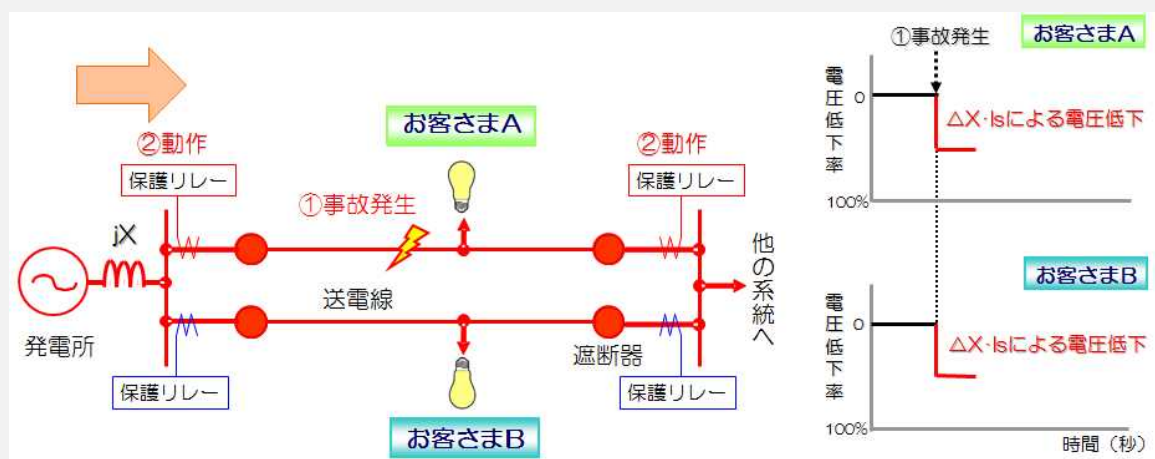 お客さまA
②動作
保護リレー
②動作
保護リレー
①事故発生
jX
発電所
送電線
遮断器
他の系統へ
保護リレー
保護リレー
お客さまB
①事故発生
お客さまA
電圧低下率
0
△X·Isによる電圧低下
100%
お客さまB
電圧低下率
0
△X·Isによる電圧低下
100%
時間（秒）